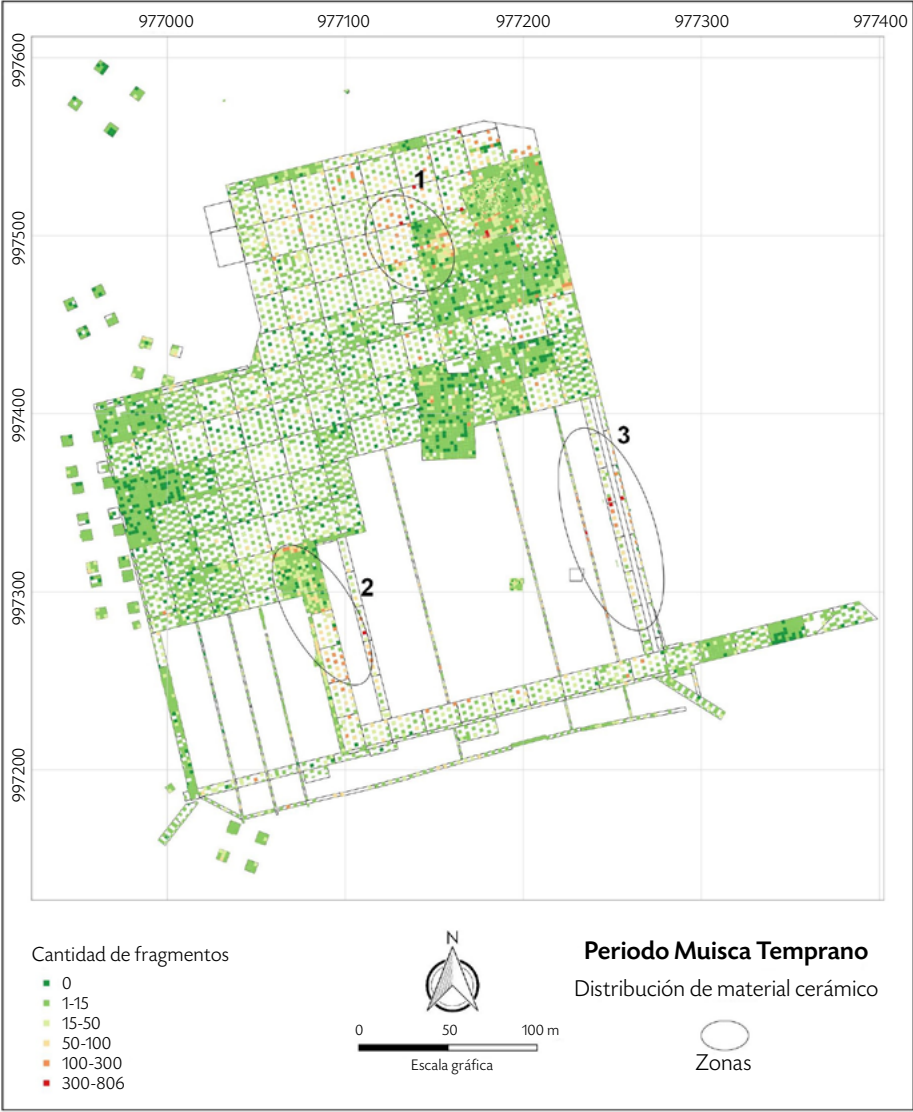 977000 977100 977200 977300 977400
997600
997500
997400
997300
997200
1
2
3
Cantidad de fragmentos
0
1-15
15-50
50-100
100-300
300-806
N
0 50 100 m
Escala gráfica
Periodo Muisca Temprano
Distribución de material cerámico
Zonas